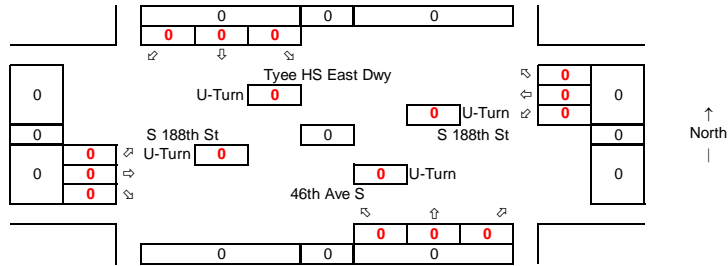 0 0 0
0 0 0
⬃ ⇩ ⬂
Tyee HS East Dwy ⬁ 0
0 U-Turn 0 ⇦ 0 0
0 U-Turn ⬃ 0 ↑
0 S 188th St 0 S 188th St 0 North
0 ⬀ U-Turn 0 |
0 0 ⇨ 0 U-Turn 0
0 ⬂ 46th Ave S
⬁ ⇧ ⬀
0 0 0
0 0 0